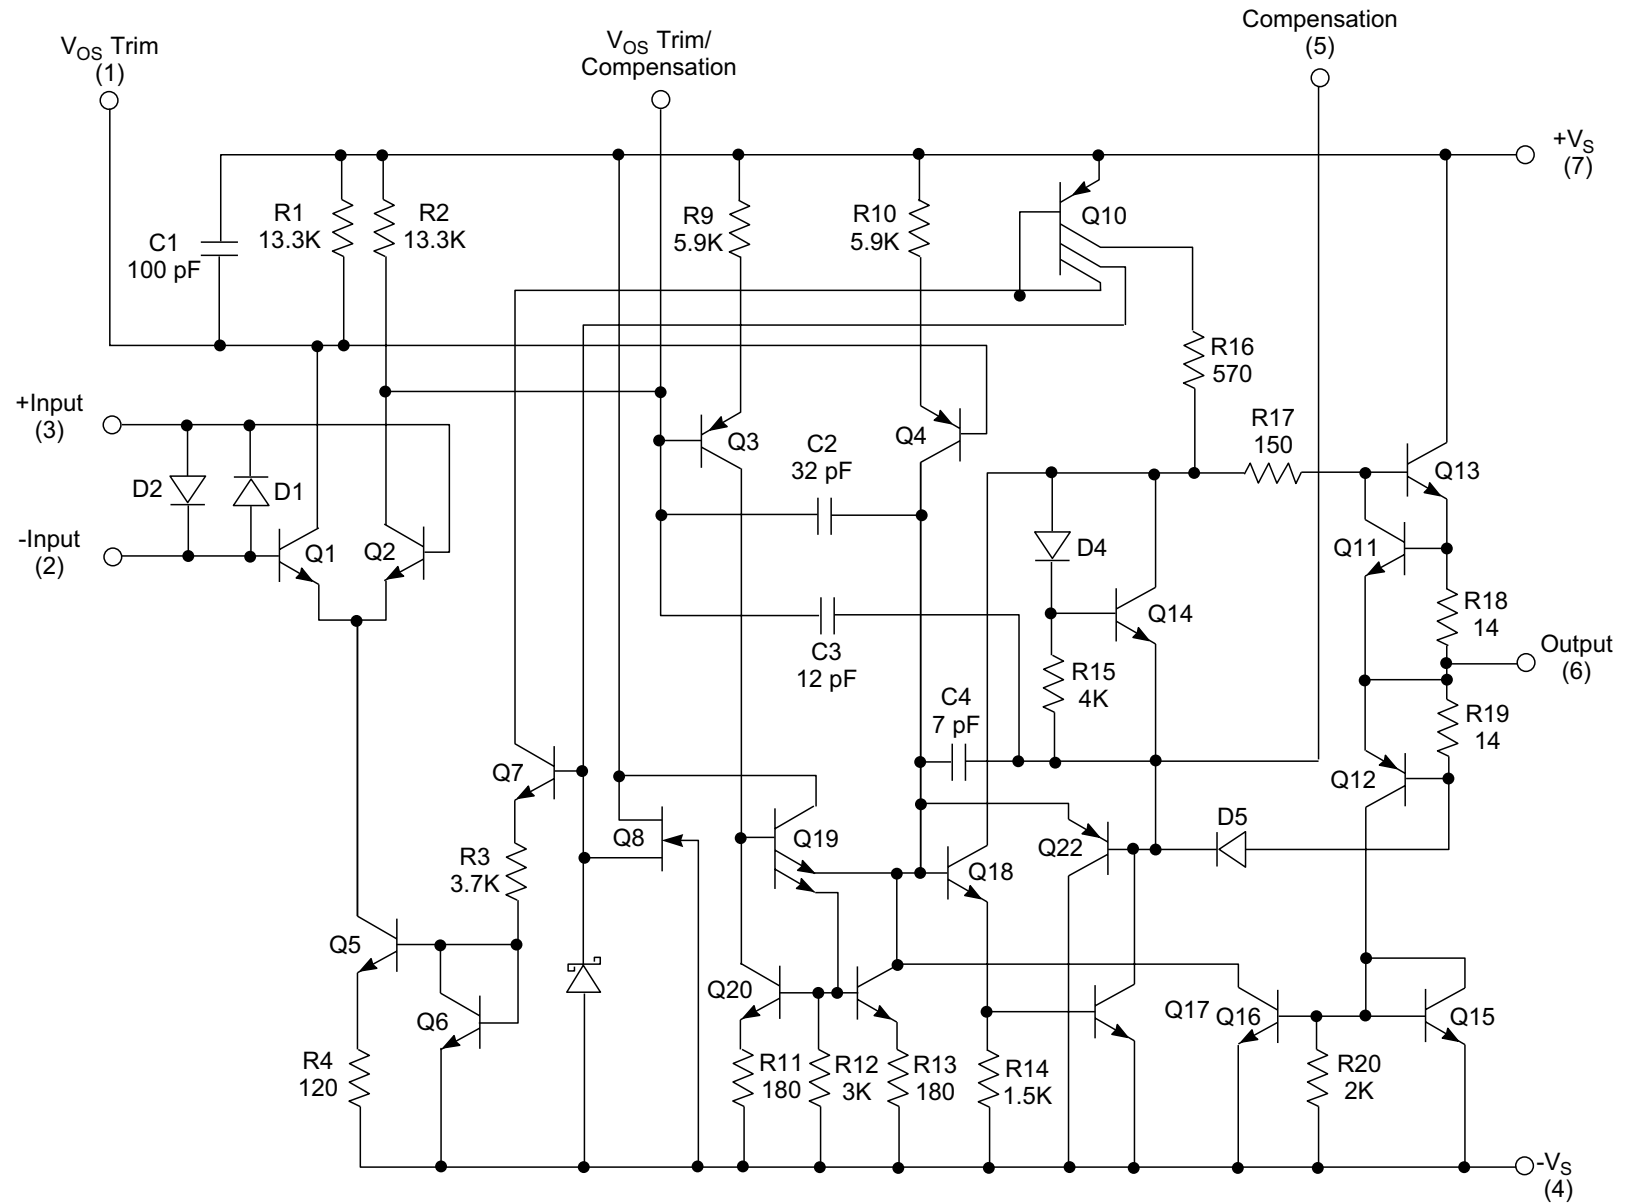 Compensation
(5)
V_OS Trim
(1)
V_OS Trim/
Compensation
+V_S
(7)
R1
13.3K
R2
13.3K
R9
5.9K
R10
5.9K
Q10
C1
100 pF
R16
570
+Input
(3)
Q3
Q4
C2
32 pF
R17
150
Q13
D2
D1
-Input
(2)
Q1
Q2
D4
Q11
Q14
R18
14
Output
(6)
C3
12 pF
R15
4K
C4
7 pF
R19
14
Q7
Q12
Q8
Q19
Q22
D5
R3
3.7K
Q18
Q5
Q20
Q6
Q17
Q16
Q15
R4
120
R11
180
R12
3K
R13
180
R14
1.5K
R20
2K
-V_S
(4)